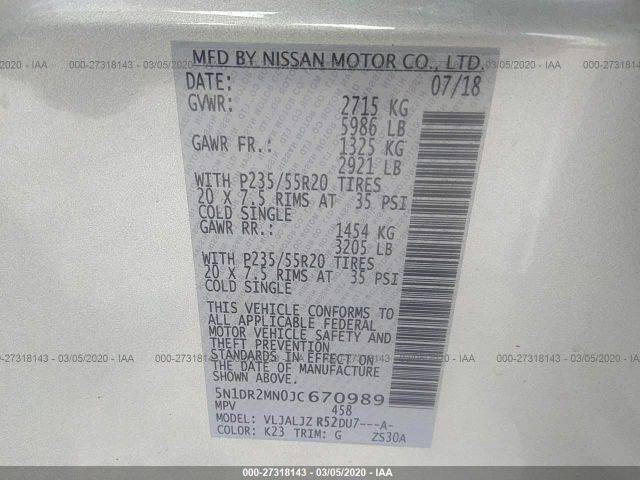 000-27318143 - 03/05/2020 - IAA
MFD BY NISSAN MOTOR CO., LTD.
DATE: 07/18
GVWR: 2715 KG
5986 LB
GAWR FR.: 1325 KG
2921 LB
WITH P235/55R20 TIRES
20 X 7.5 RIMS AT 35 PSI
COLD SINGLE
GAWR RR.: 1454 KG
3205 LB
WITH P235/55R20 TIRES
20 X 7.5 RIMS AT 35 PSI
COLD SINGLE
THIS VEHICLE CONFORMS TO
ALL APPLICABLE FEDERAL
MOTOR VEHICLE SAFETY AND
THEFT PREVENTION
STANDARDS IN EFFECT ON
THE DATE OF MANUFACTURE
SHOWN ABOVE.
5N1DR2MN0JC670989
MPV 458
MODEL: VLJALJZ R52DU7---A-
COLOR: K23 TRIM: G ZS30A